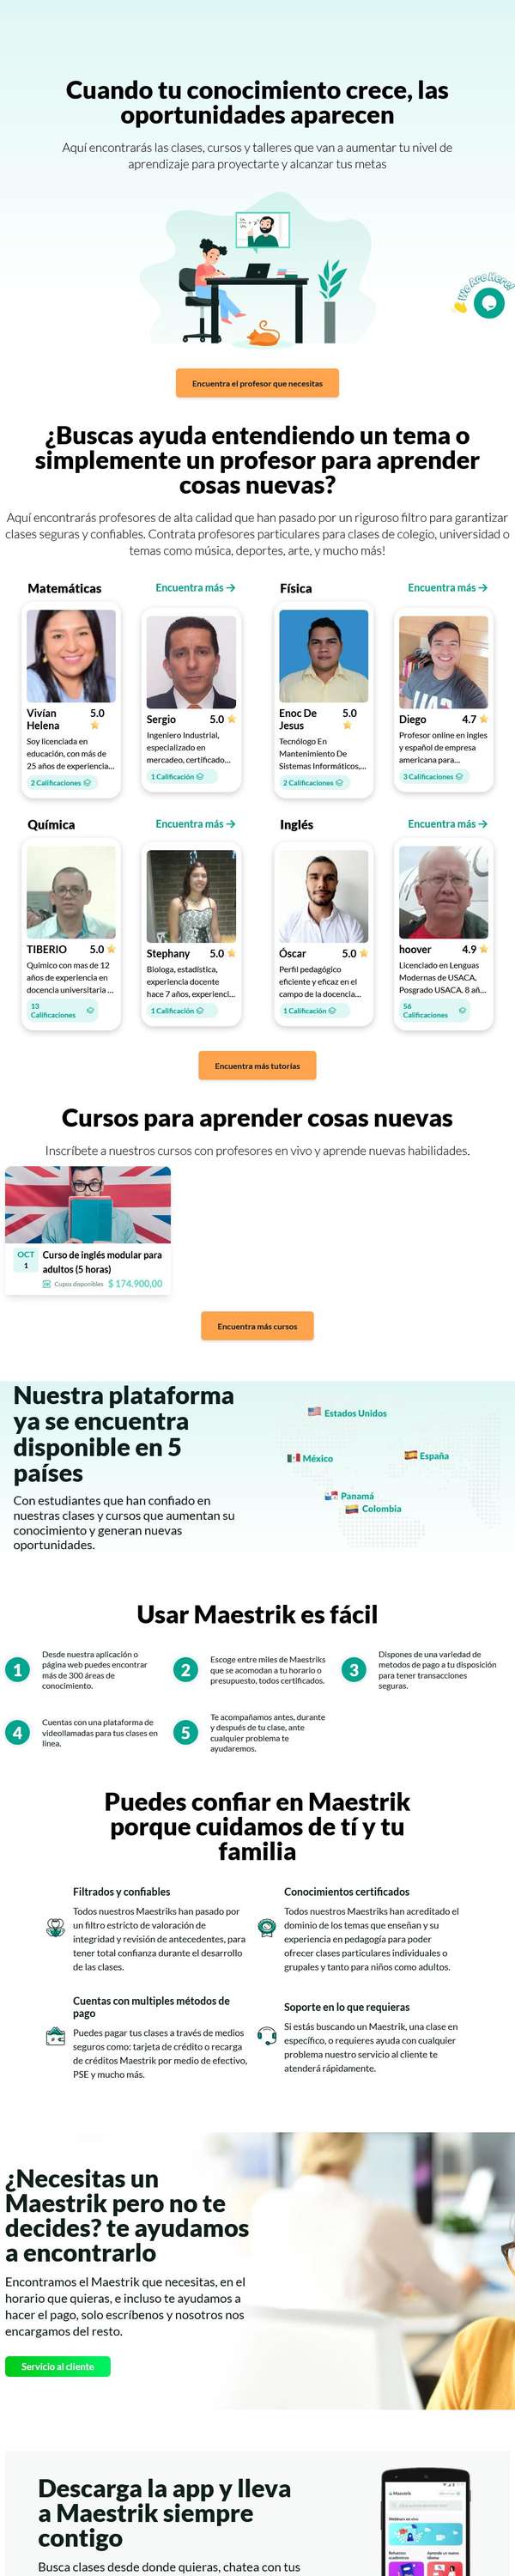 Cuando tu conocimiento crece, las
oportunidades aparecen
Aquí encontrarás las clases, cursos y talleres que van a aumentar tu nivel de
aprendizaje para proyectarte y alcanzar tus metas
We Are Here!
Encuentra el profesor que necesitas
¿Buscas ayuda entendiendo un tema o
simplemente un profesor para aprender
cosas nuevas?
Aquí encontrarás profesores de alta calidad que han pasado por un riguroso filtro para garantizar
clases seguras y confiables. Contrata profesores particulares para clases de colegio, universidad o
temas como música, deportes, arte, y mucho más!
Matemáticas
Encuentra más →
Vivían
Helena
5.0
Soy licenciada en
educación, con más de
25 años de experiencia...
2 Calificaciones
Sergio
5.0
Ingeniero Industrial,
especializado en
mercadeo, certificado...
1 Calificación
Física
Encuentra más →
Enoc De
Jesus
5.0
Tecnólogo En
Mantenimiento De
Sistemas Informáticos,...
2 Calificaciones
Diego
4.7
Profesor online en ingles
y español de empresa
americana para...
3 Calificaciones
Química
Encuentra más →
TIBERIO
5.0
Químico con mas de 12
años de experiencia en
docencia universitaria ...
13
Calificaciones
Stephany
5.0
Biologa, estadística,
experiencia docente
hace 7 años, experienci...
1 Calificación
Inglés
Encuentra más →
Óscar
5.0
Perfil pedagógico
eficiente y eficaz en el
campo de la docencia...
1 Calificación
hoover
4.9
Licenciado en Lenguas
Modernas de USACA.
Posgrado USACA. 8 añ...
56
Calificaciones
Encuentra más tutorías
Cursos para aprender cosas nuevas
Inscríbete a nuestros cursos con profesores en vivo y aprende nuevas habilidades.
OCT
1
Curso de inglés modular para
adultos (5 horas)
Cupos disponibles $ 174.900,00
Encuentra más cursos
Nuestra plataforma
ya se encuentra
disponible en 5
países
Con estudiantes que han confiado en
nuestras clases y cursos que aumentan su
conocimiento y generan nuevas
oportunidades.
Estados Unidos
México
España
Panamá
Colombia
Usar Maestrik es fácil
1
Desde nuestra aplicación o
página web puedes encontrar
más de 300 áreas de
conocimiento.
2
Escoge entre miles de Maestriks
que se acomodan a tu horario o
presupuesto, todos certificados.
3
Dispones de una variedad de
metodos de pago a tu disposición
para tener transacciones
seguras.
4
Cuentas con una plataforma de
videollamadas para tus clases en
línea.
5
Te acompañamos antes, durante
y después de tu clase, ante
cualquier problema te
ayudaremos.
Puedes confiar en Maestrik
porque cuidamos de tí y tu
familia
Filtrados y confiables
Todos nuestros Maestriks han pasado por
un filtro estricto de valoración de
integridad y revisión de antecedentes, para
tener total confianza durante el desarrollo
de las clases.
Conocimientos certificados
Todos nuestros Maestriks han acreditado el
dominio de los temas que enseñan y su
experiencia en pedagogía para poder
ofrecer clases particulares individuales o
grupales y tanto para niños como adultos.
Cuentas con multiples métodos de
pago
Puedes pagar tus clases a través de medios
seguros como: tarjeta de crédito o recarga
de créditos Maestrik por medio de efectivo,
PSE y mucho más.
Soporte en lo que requieras
Si estás buscando un Maestrik, una clase en
específico, o requieres ayuda con cualquier
problema nuestro servicio al cliente te
atenderá rápidamente.
¿Necesitas un
Maestrik pero no te
decides? te ayudamos
a encontrarlo
Encontramos el Maestrik que necesitas, en el
horario que quieras, e incluso te ayudamos a
hacer el pago, solo escríbenos y nosotros nos
encargamos del resto.
Servicio al cliente
Descarga la app y lleva
a Maestrik siempre
contigo
Busca clases desde donde quieras, chatea con tus
Maestrik